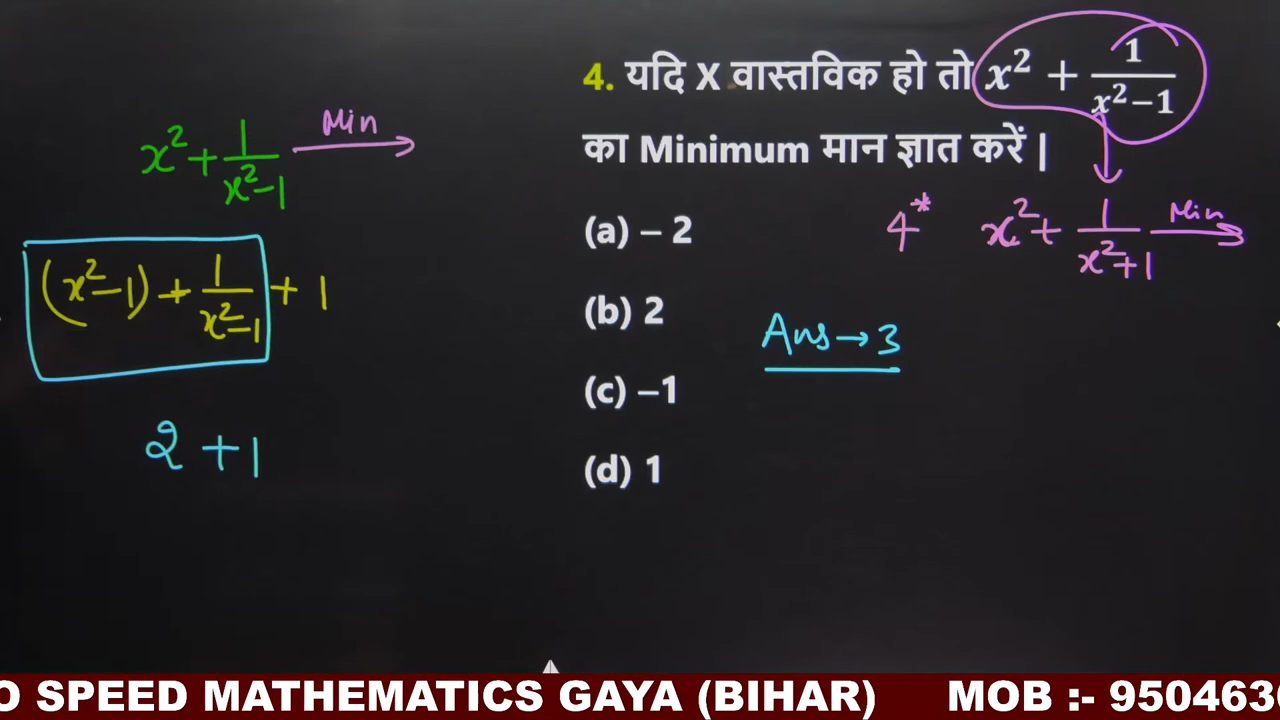 4. यदि X वास्तविक हो तो x² + 1/(x²−1)
का Minimum मान ज्ञात करें |
(a) – 2
(b) 2
(c) –1
(d) 1
x² + 1/(x²-1) Min →
(x²-1) + 1/(x²-1) + 1
2 + 1
4* x² + 1/(x²+1) Min →
Ans → 3
O SPEED MATHEMATICS GAYA (BIHAR) MOB :- 950463